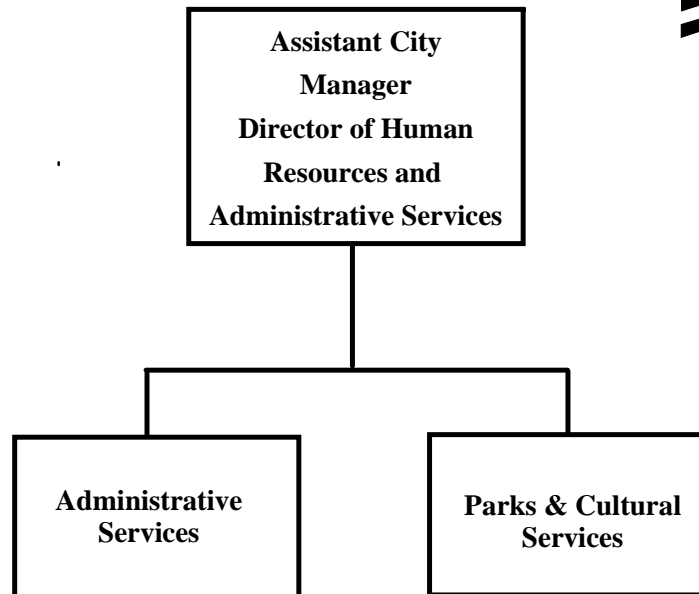 Assistant City
Manager
Director of Human
Resources and
Administrative Services
Administrative
Services
Parks & Cultural
Services